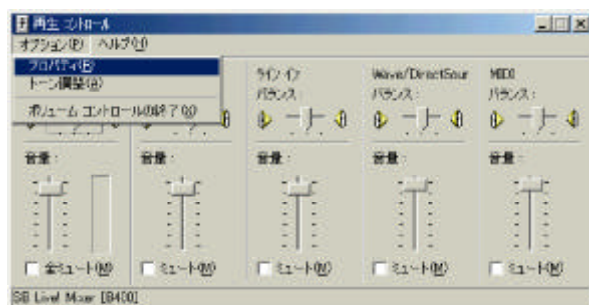 再生コントロール
オプション(P) ヘルプ(H)
プロパティ(R)
トーン調整(A)
ボリューム コントロールの終了(X)
ライン イン
Wave/DirectSour
MIDI
バランス :
バランス :
バランス :
音量 :
音量 :
音量 :
音量 :
音量 :
全ミュート(M)
ミュート(M)
ミュート(M)
ミュート(M)
ミュート(M)
SB Live! Mixer [B400]